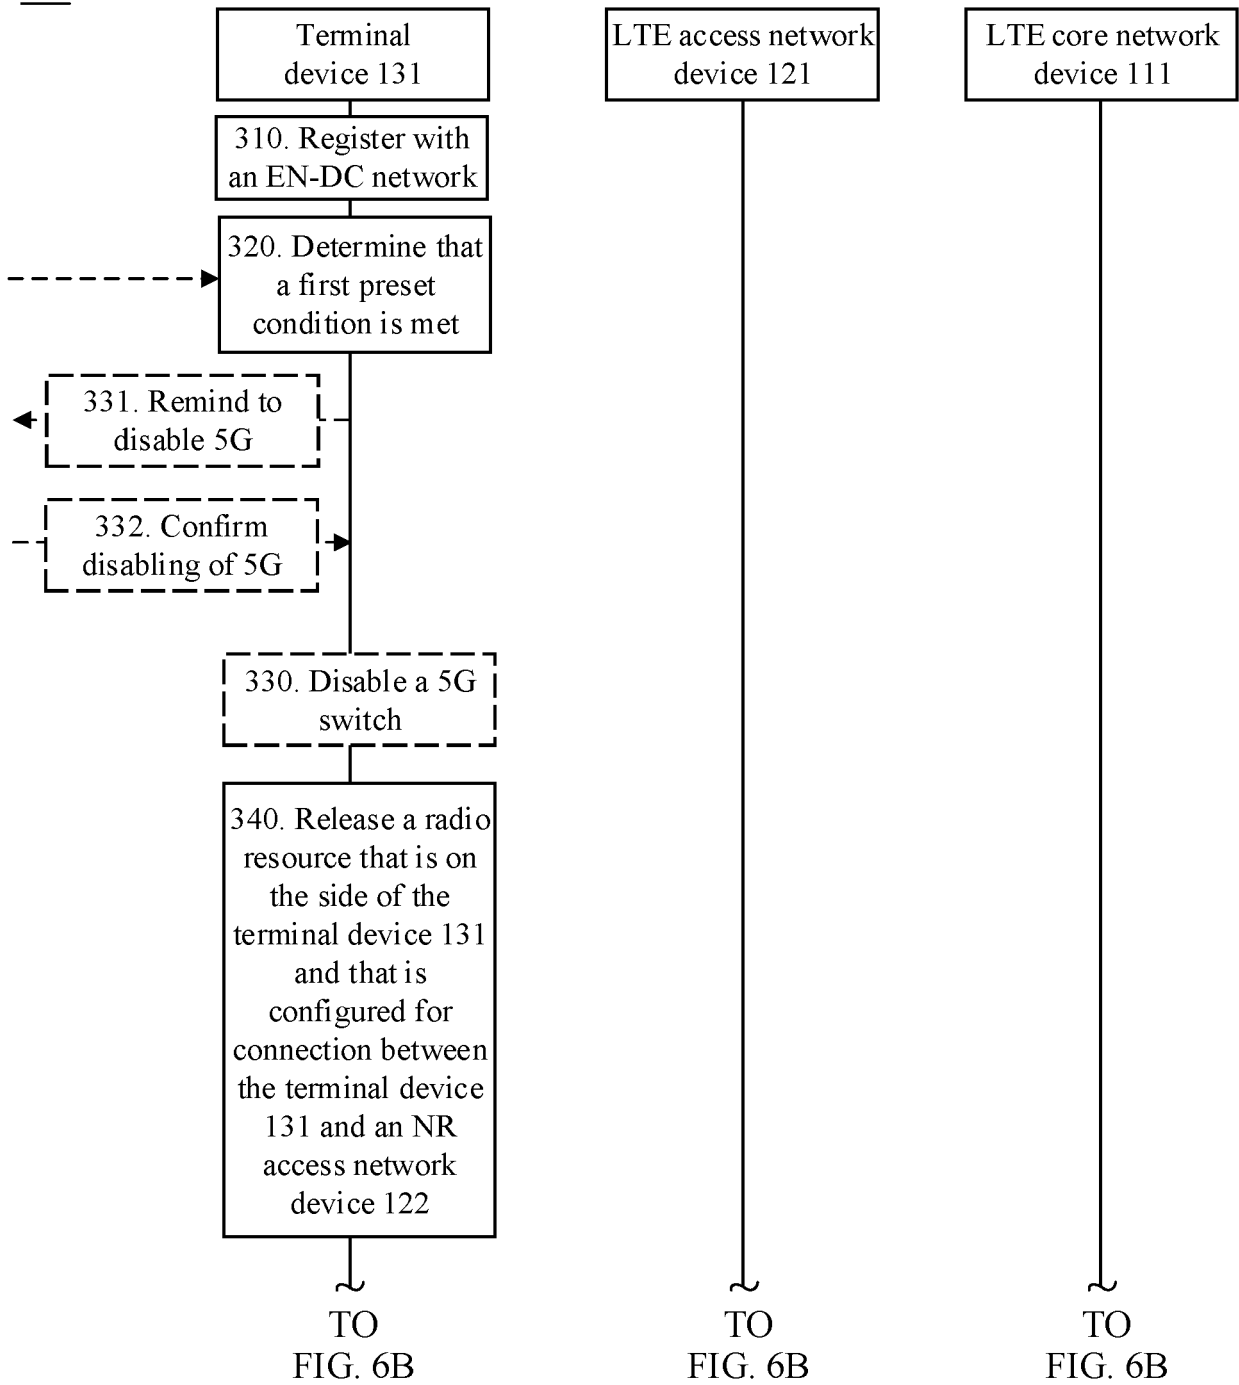 Terminal
device 131
LTE access network
device 121
LTE core network
device 111
310. Register with
an EN-DC network
320. Determine that
a first preset
condition is met
331. Remind to
disable 5G
332. Confirm
disabling of 5G
330. Disable a 5G
switch
340. Release a radio
resource that is on
the side of the
terminal device 131
and that is
configured for
connection between
the terminal device
131 and an NR
access network
device 122
TO
FIG. 6B
TO
FIG. 6B
TO
FIG. 6B